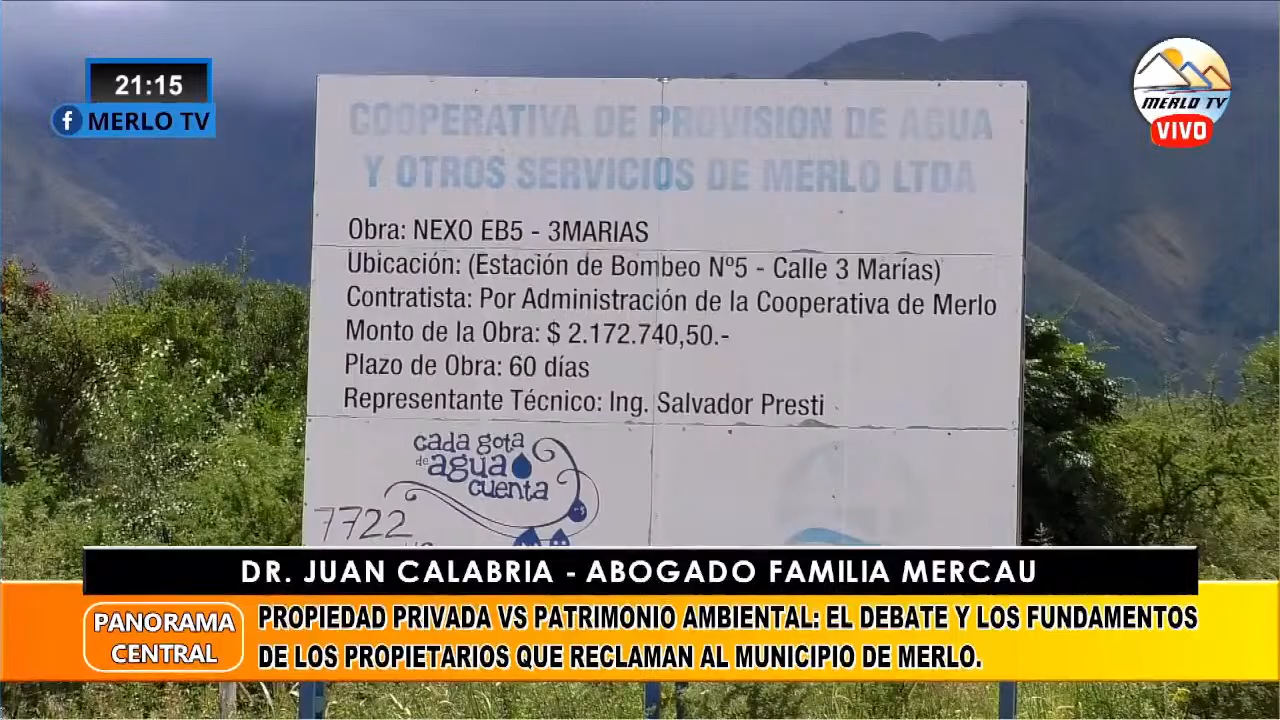 21:15
MERLO TV
MERLO TV
VIVO
COOPERATIVA DE PROVISION DE AGUA
Y OTROS SERVICIOS DE MERLO LTDA
Obra: NEXO EB5 - 3MARIAS
Ubicación: (Estación de Bombeo Nº5 - Calle 3 Marías)
Contratista: Por Administración de la Cooperativa de Merlo
Monto de la Obra: $ 2.172.740,50.-
Plazo de Obra: 60 días
Representante Técnico: Ing. Salvador Presti
cada gota
de agua
cuenta
7722
DR. JUAN CALABRIA - ABOGADO FAMILIA MERCAU
PANORAMA
CENTRAL
PROPIEDAD PRIVADA VS PATRIMONIO AMBIENTAL: EL DEBATE Y LOS FUNDAMENTOS
DE LOS PROPIETARIOS QUE RECLAMAN AL MUNICIPIO DE MERLO.